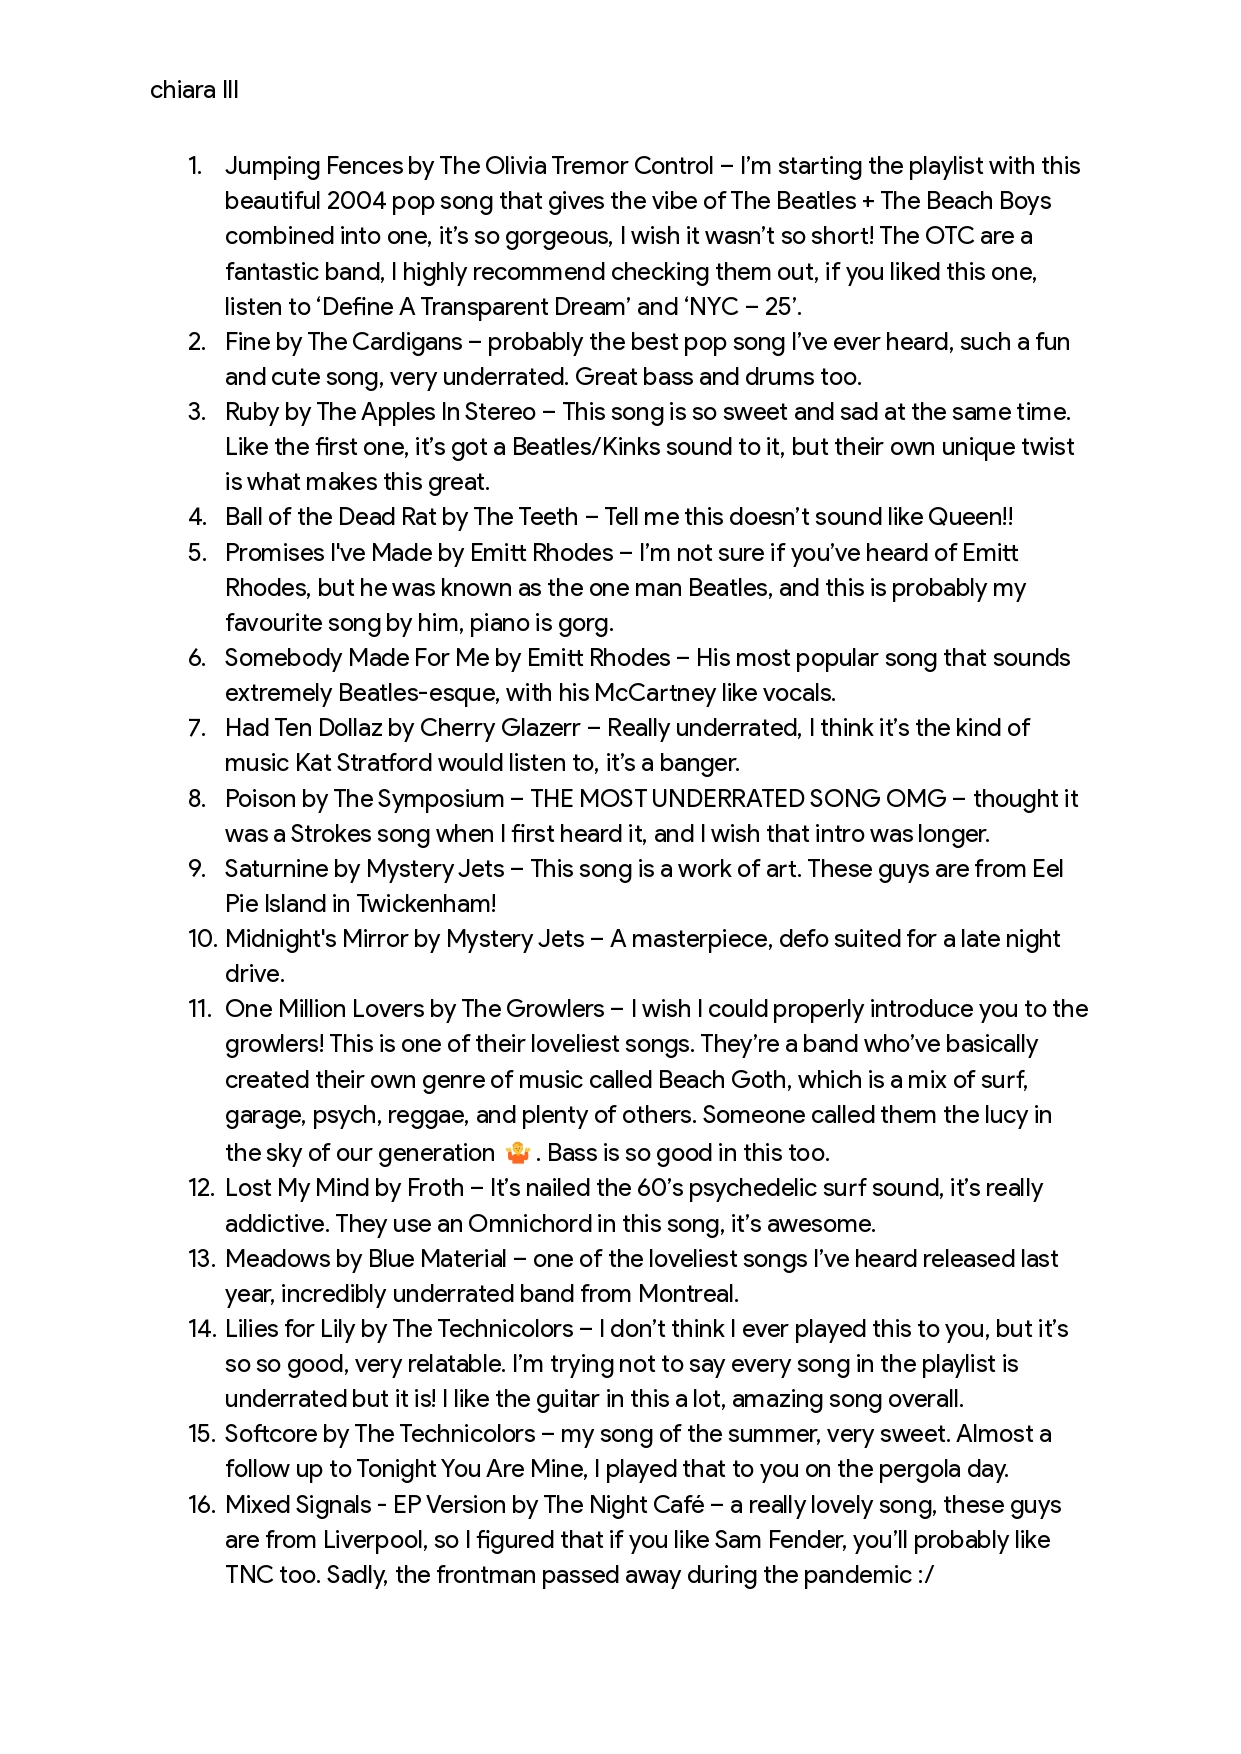 chiara III
1. Jumping Fences by The Olivia Tremor Control – I’m starting the playlist with this
beautiful 2004 pop song that gives the vibe of The Beatles + The Beach Boys
combined into one, it’s so gorgeous, I wish it wasn’t so short! The OTC are a
fantastic band, I highly recommend checking them out, if you liked this one,
listen to ‘Define A Transparent Dream’ and ‘NYC – 25’.
2. Fine by The Cardigans – probably the best pop song I’ve ever heard, such a fun
and cute song, very underrated. Great bass and drums too.
3. Ruby by The Apples In Stereo – This song is so sweet and sad at the same time.
Like the first one, it’s got a Beatles/Kinks sound to it, but their own unique twist
is what makes this great.
4. Ball of the Dead Rat by The Teeth – Tell me this doesn’t sound like Queen!!
5. Promises I've Made by Emitt Rhodes – I’m not sure if you’ve heard of Emitt
Rhodes, but he was known as the one man Beatles, and this is probably my
favourite song by him, piano is gorg.
6. Somebody Made For Me by Emitt Rhodes – His most popular song that sounds
extremely Beatles-esque, with his McCartney like vocals.
7. Had Ten Dollaz by Cherry Glazerr – Really underrated, I think it’s the kind of
music Kat Stratford would listen to, it’s a banger.
8. Poison by The Symposium – THE MOST UNDERRATED SONG OMG – thought it
was a Strokes song when I first heard it, and I wish that intro was longer.
9. Saturnine by Mystery Jets – This song is a work of art. These guys are from Eel
Pie Island in Twickenham!
10. Midnight's Mirror by Mystery Jets – A masterpiece, defo suited for a late night
drive.
11. One Million Lovers by The Growlers – I wish I could properly introduce you to the
growlers! This is one of their loveliest songs. They’re a band who’ve basically
created their own genre of music called Beach Goth, which is a mix of surf,
garage, psych, reggae, and plenty of others. Someone called them the lucy in
the sky of our generation 🤷. Bass is so good in this too.
12. Lost My Mind by Froth – It’s nailed the 60’s psychedelic surf sound, it’s really
addictive. They use an Omnichord in this song, it’s awesome.
13. Meadows by Blue Material – one of the loveliest songs I’ve heard released last
year, incredibly underrated band from Montreal.
14. Lilies for Lily by The Technicolors – I don’t think I ever played this to you, but it’s
so so good, very relatable. I’m trying not to say every song in the playlist is
underrated but it is! I like the guitar in this a lot, amazing song overall.
15. Softcore by The Technicolors – my song of the summer, very sweet. Almost a
follow up to Tonight You Are Mine, I played that to you on the pergola day.
16. Mixed Signals - EP Version by The Night Café – a really lovely song, these guys
are from Liverpool, so I figured that if you like Sam Fender, you’ll probably like
TNC too. Sadly, the frontman passed away during the pandemic :/